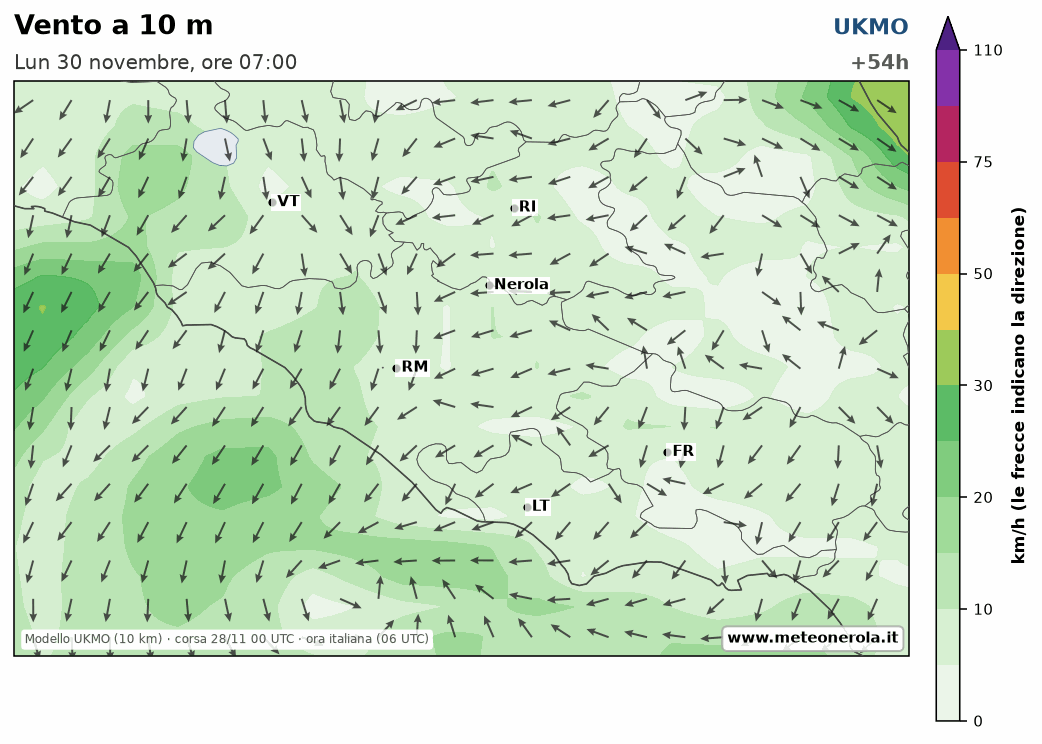 Vento a 10 m
UKMO
Lun 30 novembre, ore 07:00
+54h
VT
RI
Nerola
RM
FR
LT
Modello UKMO (10 km) · corsa 28/11 00 UTC · ora italiana (06 UTC)
www.meteonerola.it
110
75
50
30
20
10
0
km/h (le frecce indicano la direzione)